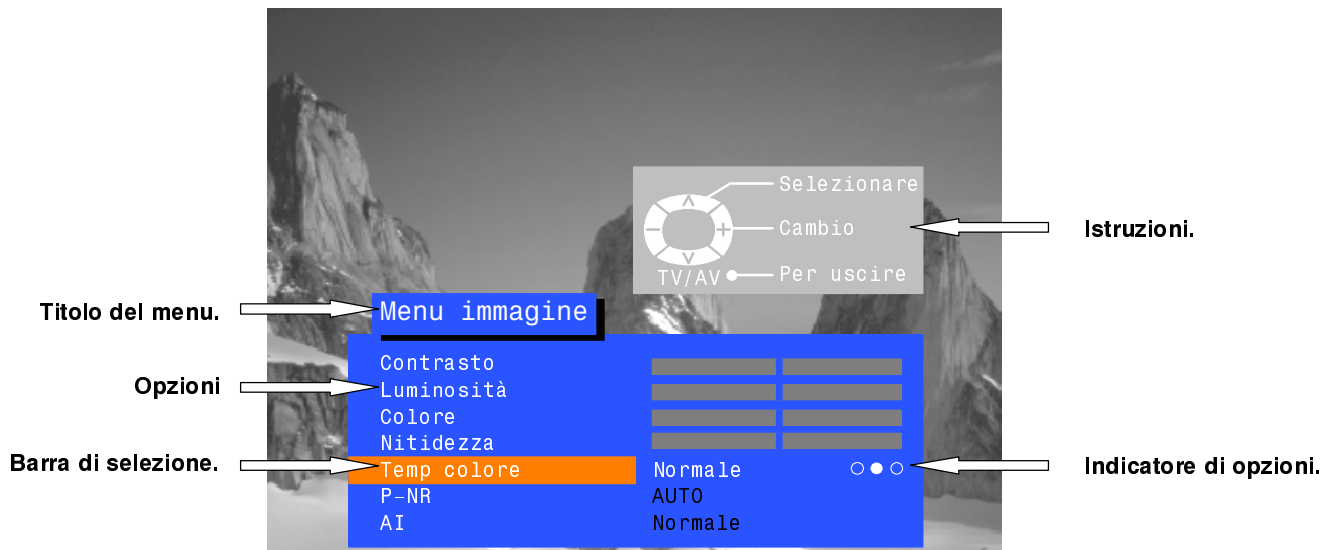 Selezionare
Cambio
Istruzioni.
TV/AV Per uscire
Titolo del menu.
Menu immagine
Contrasto
Opzioni
Luminosità
Colore
Nitidezza
Barra di selezione.
Temp colore Normale
Indicatore di opzioni.
P-NR AUTO
AI Normale